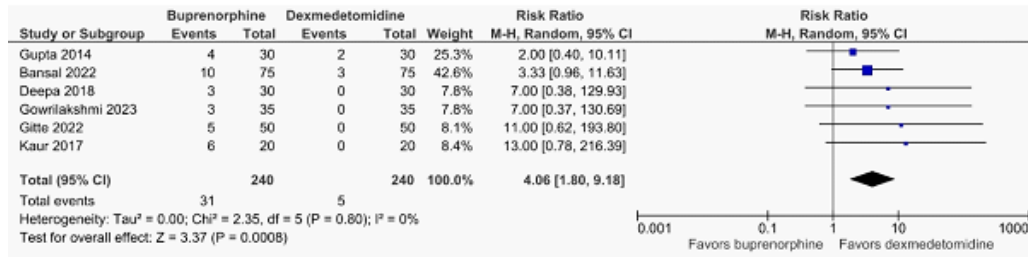 Buprenorphine Dexmedetomidine Risk Ratio Risk Ratio
Study or Subgroup Events Total Events Total Weight M-H, Random, 95% CI M-H, Random, 95% CI
Gupta 2014 4 30 2 30 25.3% 2.00 [0.40, 10.11]
Bansal 2022 10 75 3 75 42.6% 3.33 [0.96, 11.63]
Deepa 2018 3 30 0 30 7.8% 7.00 [0.38, 129.93]
Gowrilakshmi 2023 3 35 0 35 7.8% 7.00 [0.37, 130.69]
Gitte 2022 5 50 0 50 8.1% 11.00 [0.62, 193.80]
Kaur 2017 6 20 0 20 8.4% 13.00 [0.78, 216.39]
Total (95% CI) 240 240 100.0% 4.06 [1.80, 9.18]
Total events 31 5
Heterogeneity: Tau² = 0.00; Chi² = 2.35, df = 5 (P = 0.80); I² = 0%
Test for overall effect: Z = 3.37 (P = 0.0008)
0.001 0.1 1 10 1000
Favors buprenorphine Favors dexmedetomidine